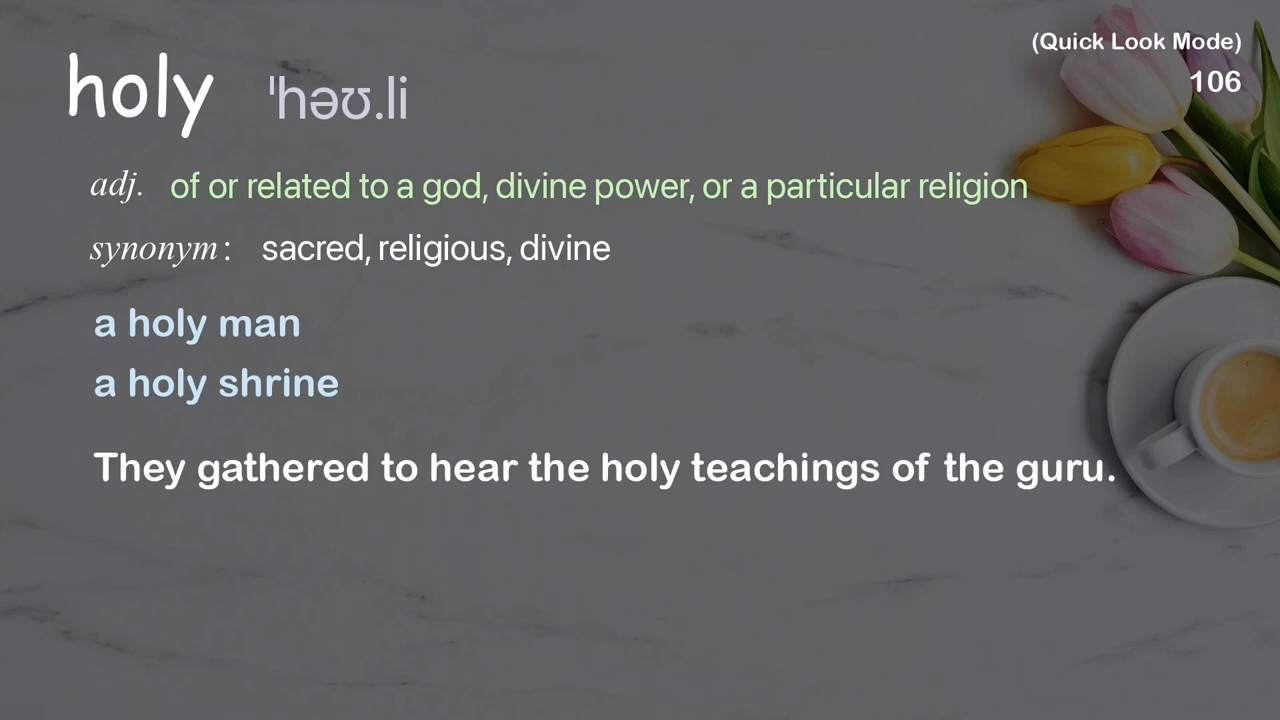 (Quick Look Mode)
106
holy ˈhəʊ.li
adj. of or related to a god, divine power, or a particular religion
synonym: sacred, religious, divine
a holy man
a holy shrine
They gathered to hear the holy teachings of the guru.